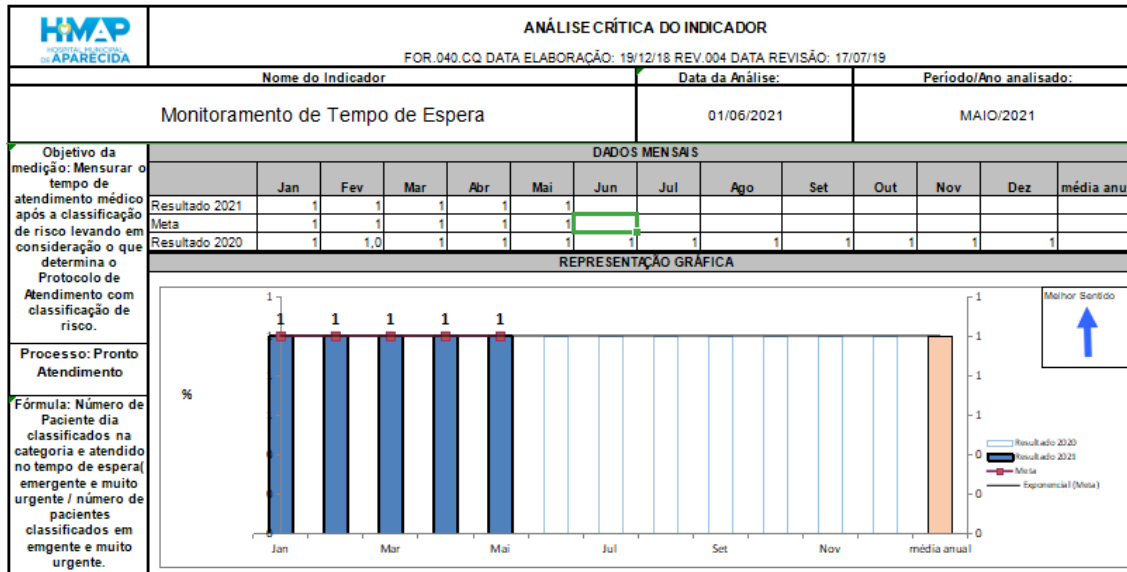 HMAP
HOSPITAL MUNICIPAL
DE APARECIDA
ANÁLISE CRÍTICA DO INDICADOR
FOR.040.CQ DATA ELABORAÇÃO: 19/12/18 REV.004 DATA REVISÃO: 17/07/19
Nome do Indicador Data da Análise: Período/Ano analisado:
Monitoramento de Tempo de Espera 01/06/2021 MAIO/2021
Objetivo da
medição: Mensurar o
tempo de
atendimento médico
após a classificação
de risco levando em
consideração o que
determina o
Protocolo de
Atendimento com
classificação de
risco.
Processo: Pronto
Atendimento
Fórmula: Número de
Paciente dia
classificados na
categoria e atendido
no tempo de espera(
emergente e muito
urgente / número de
pacientes
classificados em
emgente e muito
urgente.
DADOS MENSAIS
Jan Fev Mar Abr Mai Jun Jul Ago Set Out Nov Dez média anu
Resultado 2021 1 1 1 1 1
Meta 1 1 1 1 1
Resultado 2020 1 1,0 1 1 1 1 1 1 1 1 1 1
REPRESENTAÇÃO GRÁFICA
Melhor Sentido
%
1 1
1 1 1 1 1
1
1
1
0
0
0
Jan Mar Mai Jul Set Nov média anual
Resultado 2020
Resultado 2021
Meta
Exponencial (Meta)